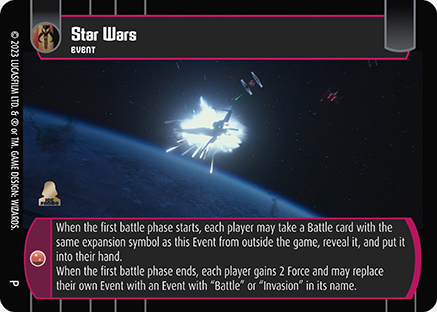 Star Wars
EVENT
When the first battle phase starts, each player may take a Battle card with the
same expansion symbol as this Event from outside the game, reveal it, and put it
into their hand.
When the first battle phase ends, each player gains 2 Force and may replace
their own Event with an Event with “Battle” or “Invasion” in its name.
© 2023 LUCASFILM LTD. & ® or TM. GAME DESIGN: WIZARDS.
P